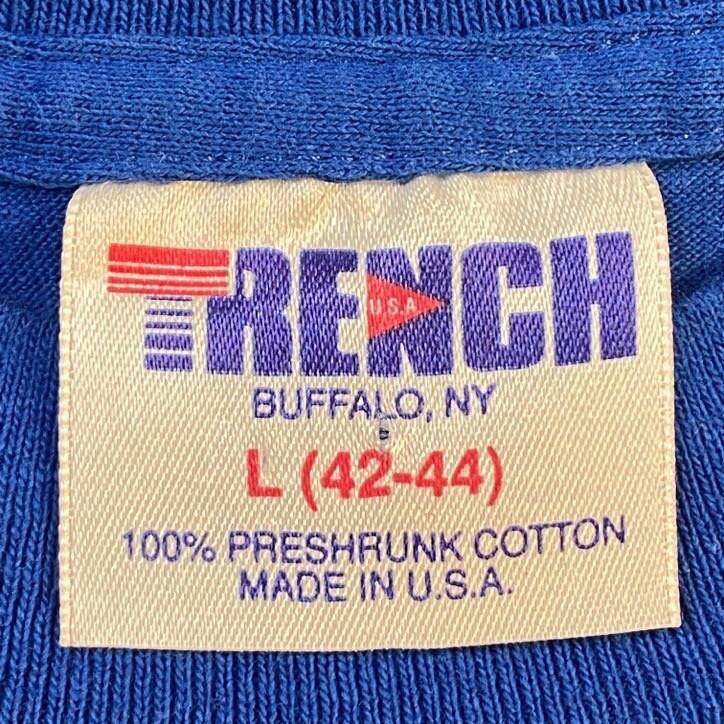 TRENCH
U.S.A
BUFFALO, NY
L (42-44)
100% PRESHRUNK COTTON
MADE IN U.S.A.